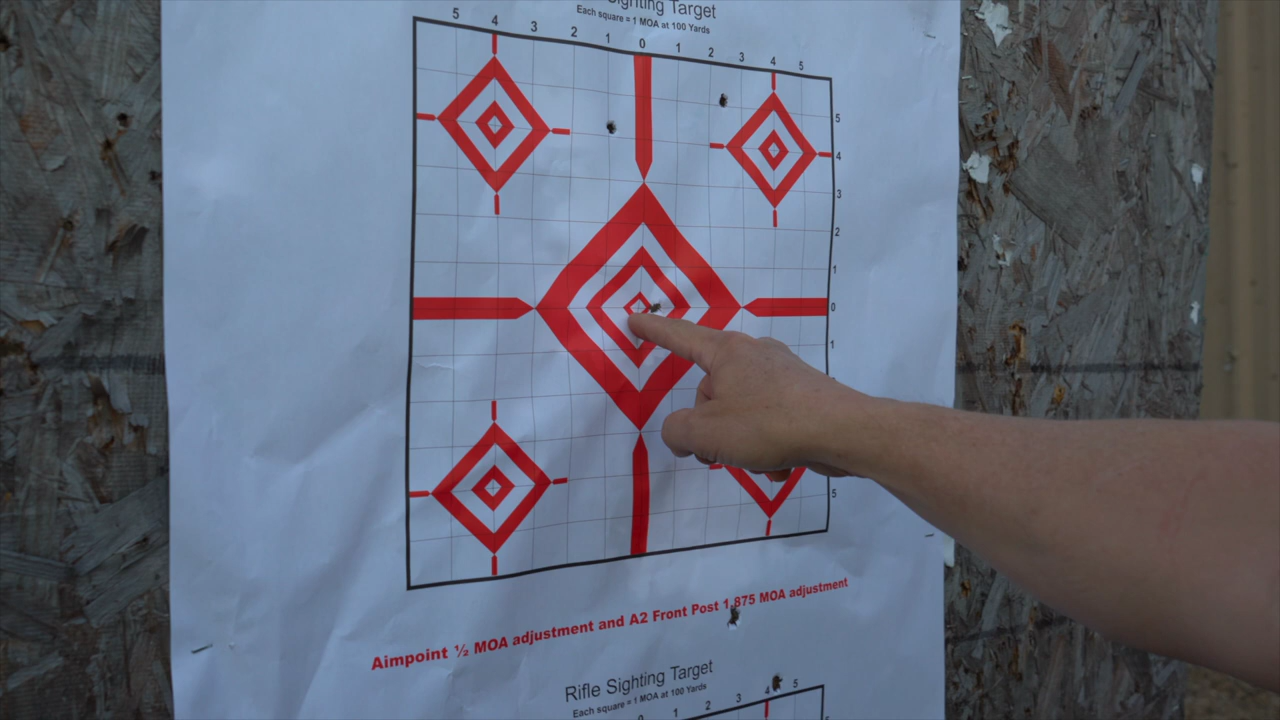 Sighting Target
Each square = 1 MOA at 100 Yards
5 4 3 2 1 0 1 2 3 4 5
5
4
3
2
1
0
1
5
Aimpoint ½ MOA adjustment and A2 Front Post 1.875 MOA adjustment
Rifle Sighting Target
Each square = 1 MOA at 100 Yards
0 1 2 3 4 5
5